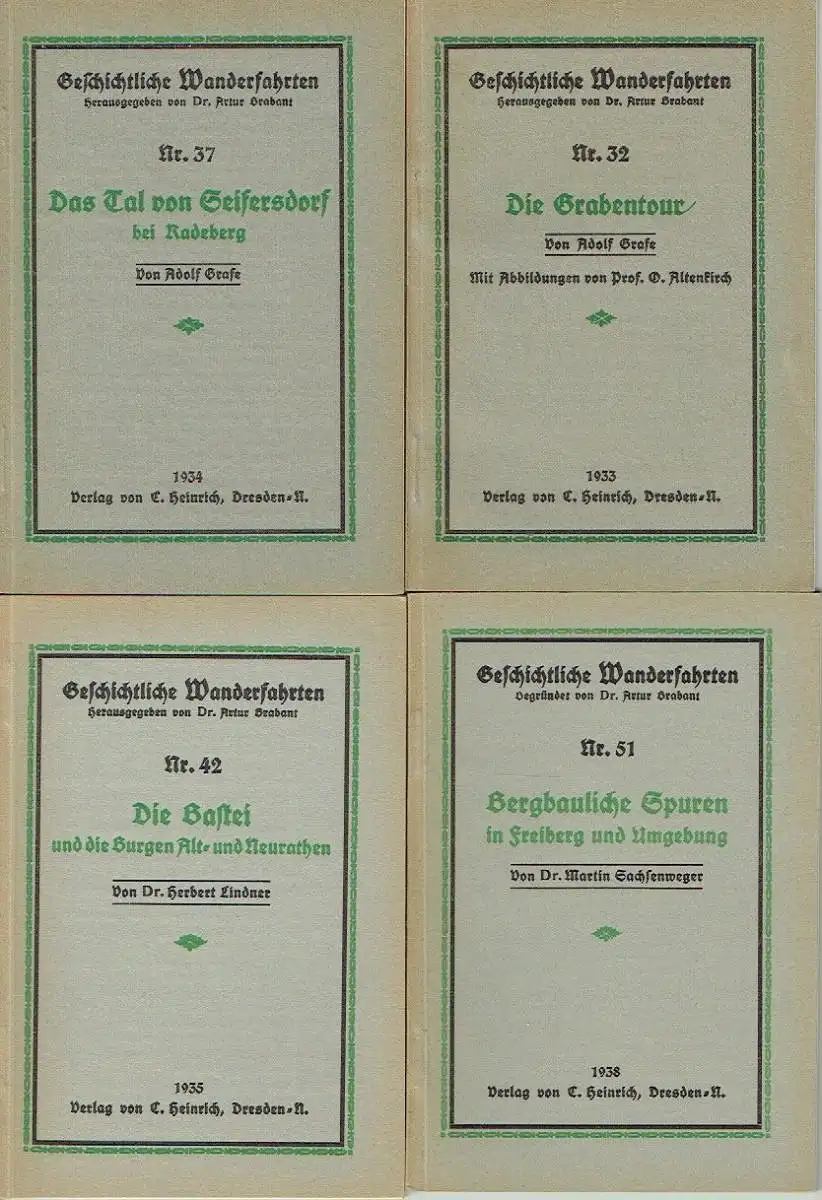 Geschichtliche Wanderfahrten
Herausgegeben von Dr. Artur Brabant
Nr. 37
Das Tal von Seifersdorf
bei Radeberg
Von Adolf Grafe
1934
Verlag von C. Heinrich, Dresden-N.
Geschichtliche Wanderfahrten
Herausgegeben von Dr. Artur Brabant
Nr. 32
Die Grabentour
Von Adolf Grafe
Mit Abbildungen von Prof. O. Altenkirch
1933
Verlag von C. Heinrich, Dresden-N.
Geschichtliche Wanderfahrten
Herausgegeben von Dr. Artur Brabant
Nr. 42
Die Bastei
und die Burgen Alt- und Neurathen
Von Dr. Herbert Lindner
1935
Verlag von C. Heinrich, Dresden-N.
Geschichtliche Wanderfahrten
Begründet von Dr. Artur Brabant
Nr. 51
Bergbauliche Spuren
in Freiberg und Umgebung
Von Dr. Martin Sachsenweger
1938
Verlag von C. Heinrich, Dresden-N.